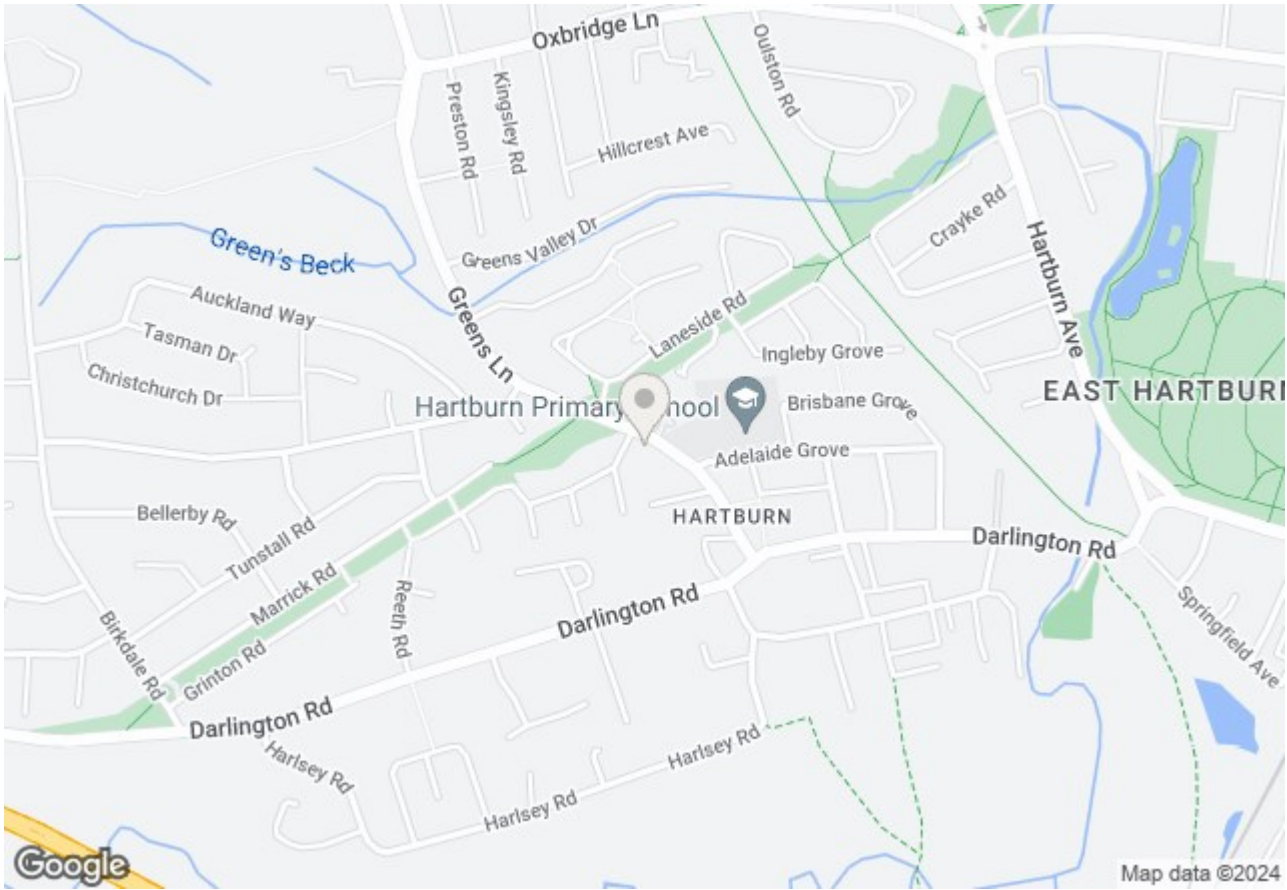 Oxbridge Ln
Oulston Rd
Preston Rd
Kingsley Rd
Hillcrest Ave
Crayke Rd
Greens Valley Dr
Green's Beck
Hartburn Ave
Auckland Way
Tasman Dr
Greens Ln
Laneside Rd
Ingleby Grove
Christchurch Dr
EAST HARTBURN
Hartburn Primary School
Brisbane Grove
Adelaide Grove
Bellerby Rd
HARTBURN
Tunstall Rd
Darlington Rd
Marrick Rd
Reeth Rd
Darlington Rd
Springfield Ave
Birkdale Rd
Grinton Rd
Darlington Rd
Harlsey Rd
Harlsey Rd
Harlsey Rd
Google
Map data ©2024